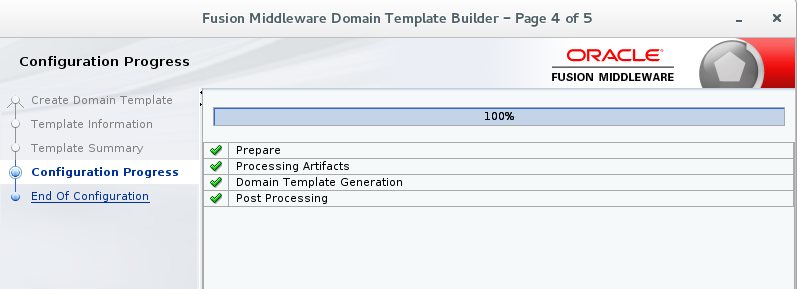 Fusion Middleware Domain Template Builder – Page 4 of 5
Configuration Progress
ORACLE
FUSION MIDDLEWARE
Create Domain Template
Template Information
Template Summary
Configuration Progress
End Of Configuration
100%
Prepare
Processing Artifacts
Domain Template Generation
Post Processing